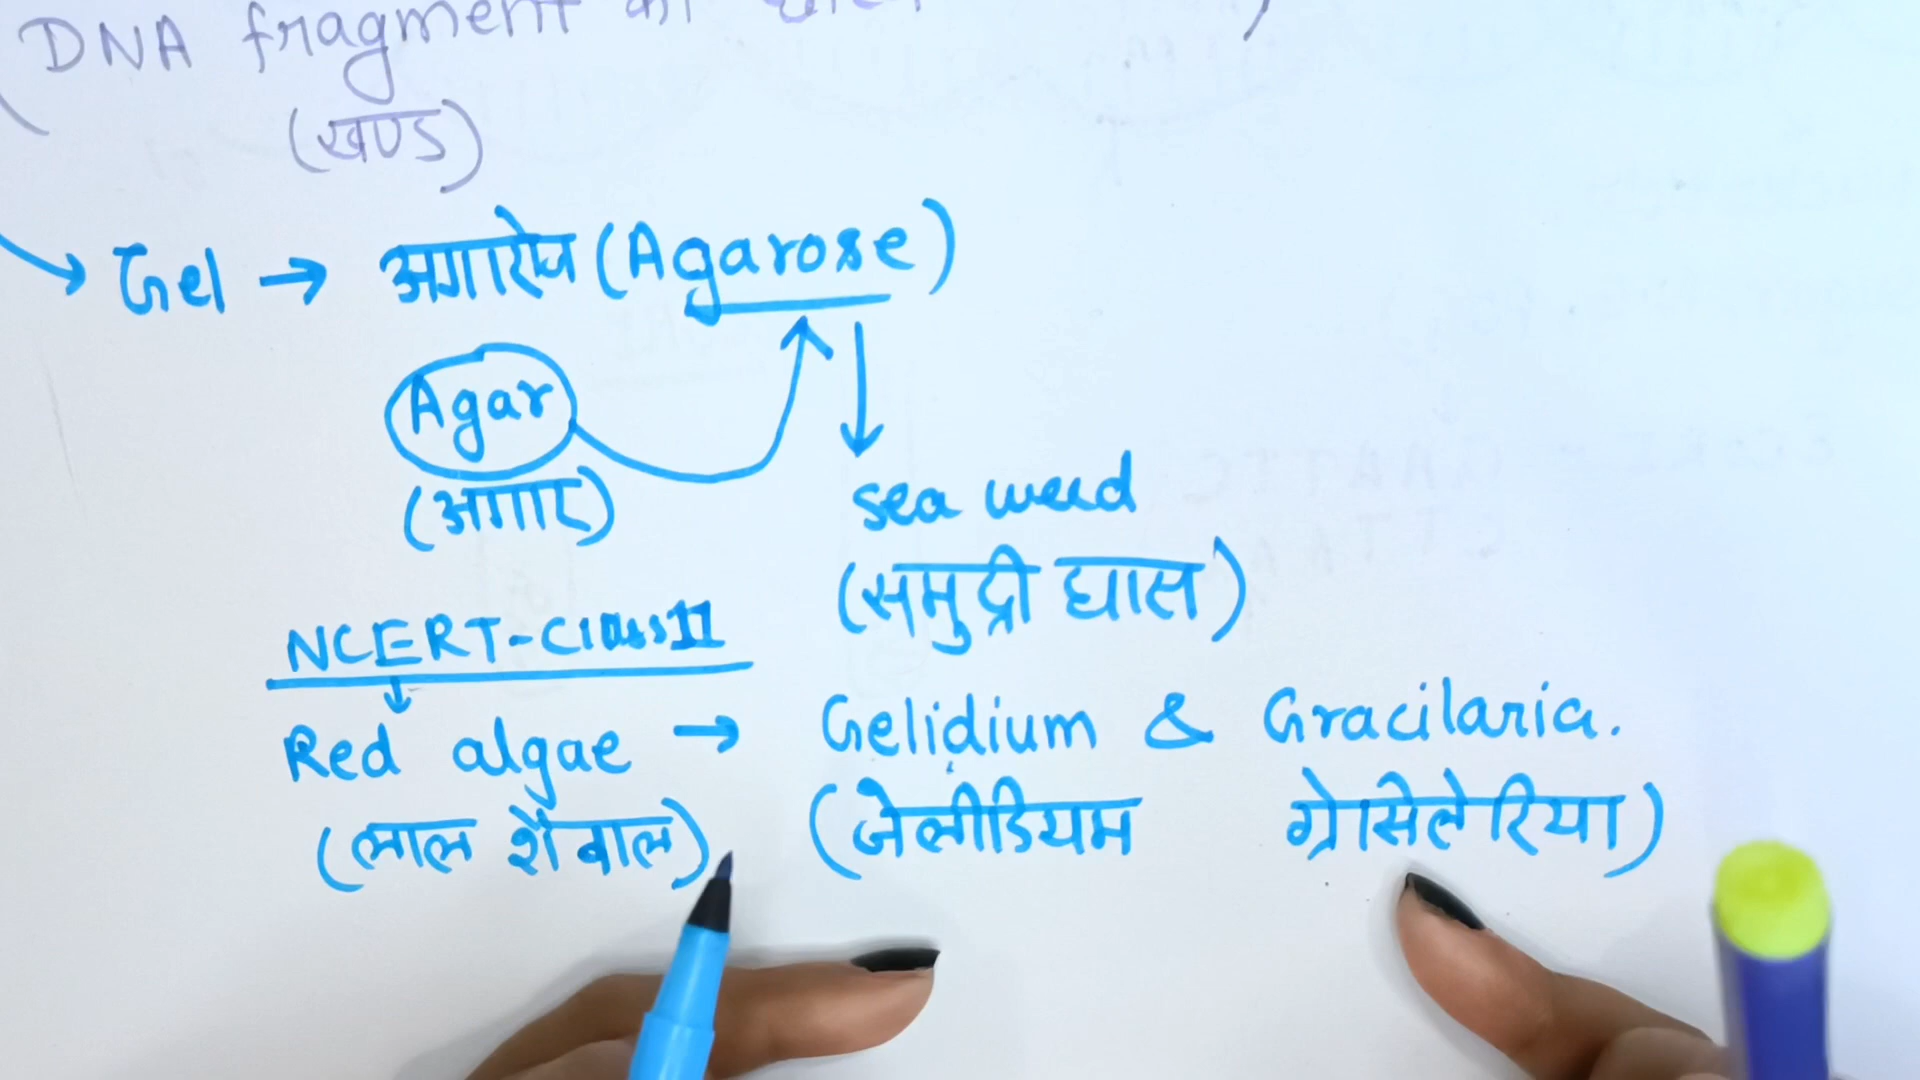 DNA fragment का
(खण्ड)
Gel → अगारोज (Agarose)
Agar
(अगार)
sea weed
(समुद्री घास)
NCERT-Class 11
Red algae → Gelidium & Gracilaria.
(लाल शैवाल) (जेलीडियम ग्रेसिलेरिया)